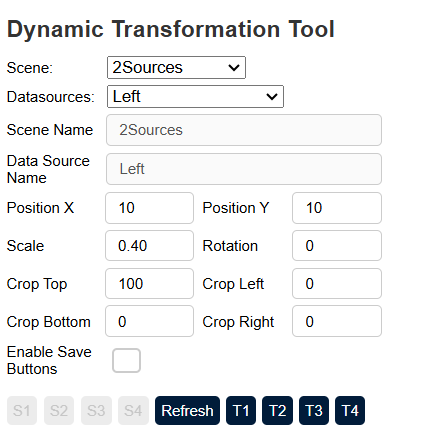 Dynamic Transformation Tool
Scene: 2Sources
Datasources: Left
Scene Name 2Sources
Data Source
Name Left
Position X 10 Position Y 10
Scale 0.40 Rotation 0
Crop Top 100 Crop Left 0
Crop Bottom 0 Crop Right 0
Enable Save
Buttons
S1 S2 S3 S4 Refresh T1 T2 T3 T4